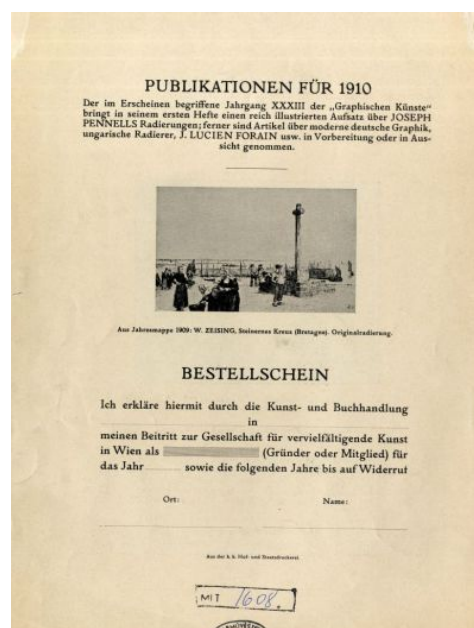 PUBLIKATIONEN FÜR 1910
Der im Erscheinen begriffene Jahrgang XXXIII der „Graphischen Künste“
bringt in seinem ersten Hefte einen reich illustrierten Aufsatz über JOSEPH
PENNELLS Radierungen; ferner sind Artikel über moderne deutsche Graphik,
ungarische Radierer, J. LUCIEN FORAIN usw. in Vorbereitung oder in Aus-
sicht genommen.
Aus Jahresmappe 1909: W. ZEISING, Steinernes Kreuz (Bretagne). Originalradierung.
BESTELLSCHEIN
Ich erkläre hiermit durch die Kunst- und Buchhandlung
in
meinen Beitritt zur Gesellschaft für vervielfältigende Kunst
in Wien als (Gründer oder Mitglied) für
das Jahr sowie die folgenden Jahre bis auf Widerruf
Ort: Name:
Aus der k. k. Hof- und Staatsdruckerei.
MIT 1608.